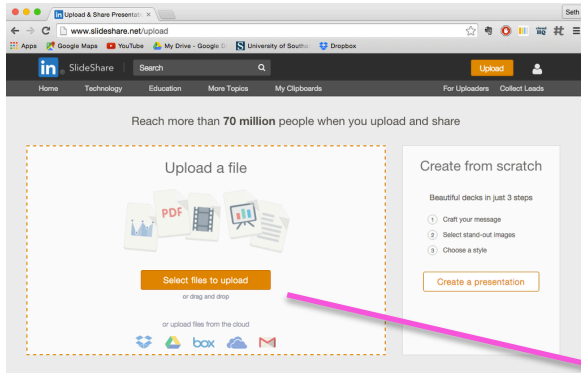 Upload & Share Presentati
Seth
www.slideshare.net/upload
Apps Google Maps YouTube My Drive - Google D University of Southe Dropbox
in SlideShare Search Upload
Home Technology Education More Topics My Clipboards For Uploaders Collect Leads
Reach more than 70 million people when you upload and share
Upload a file
PDF
Select files to upload
or drag and drop
or upload files from the cloud
box
Create from scratch
Beautiful decks in just 3 steps
1 Craft your message
2 Select stand-out images
3 Choose a style
Create a presentation